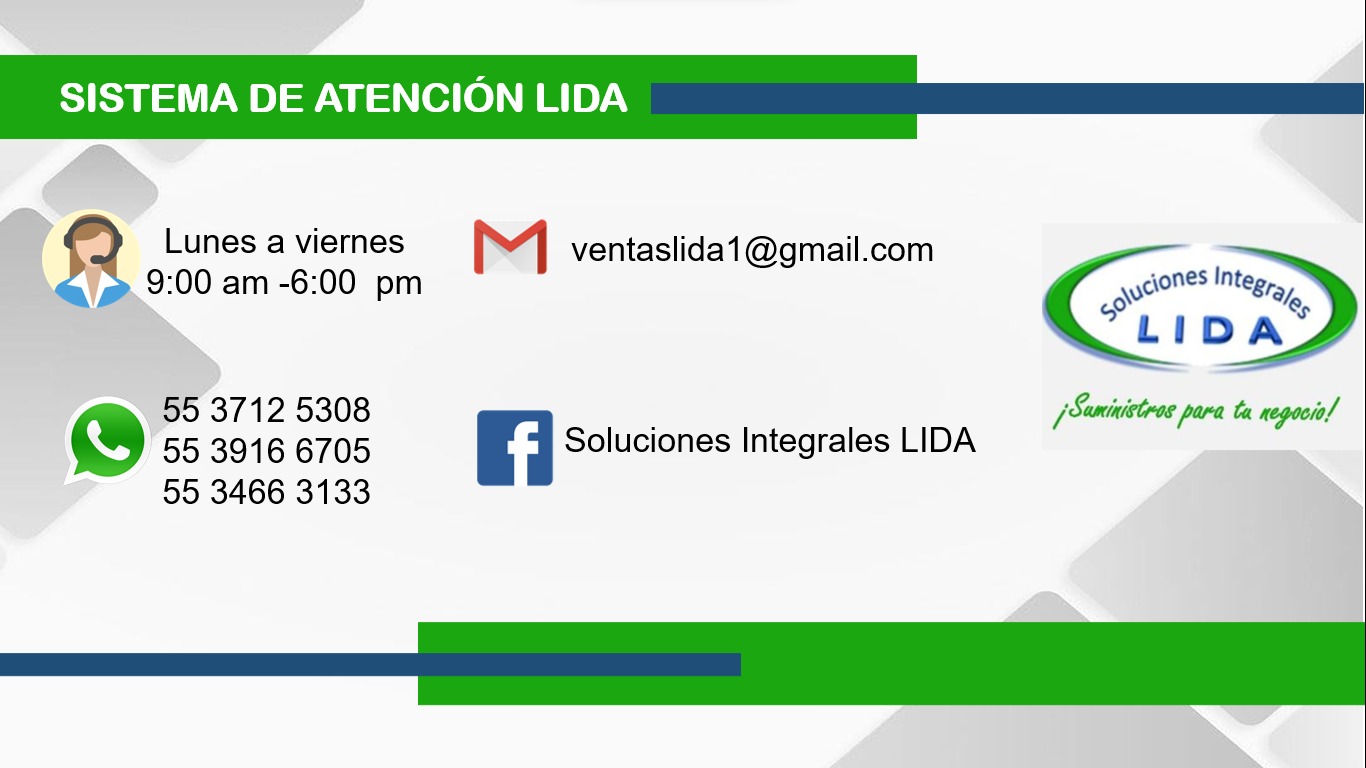 SISTEMA DE ATENCIÓN LIDA
Lunes a viernes
9:00 am -6:00  pm
ventaslida1@gmail.com
55 3712 5308
55 3916 6705
55 3466 3133
Soluciones Integrales LIDA
Soluciones Integrales
LIDA
¡Suministros para tu negocio!